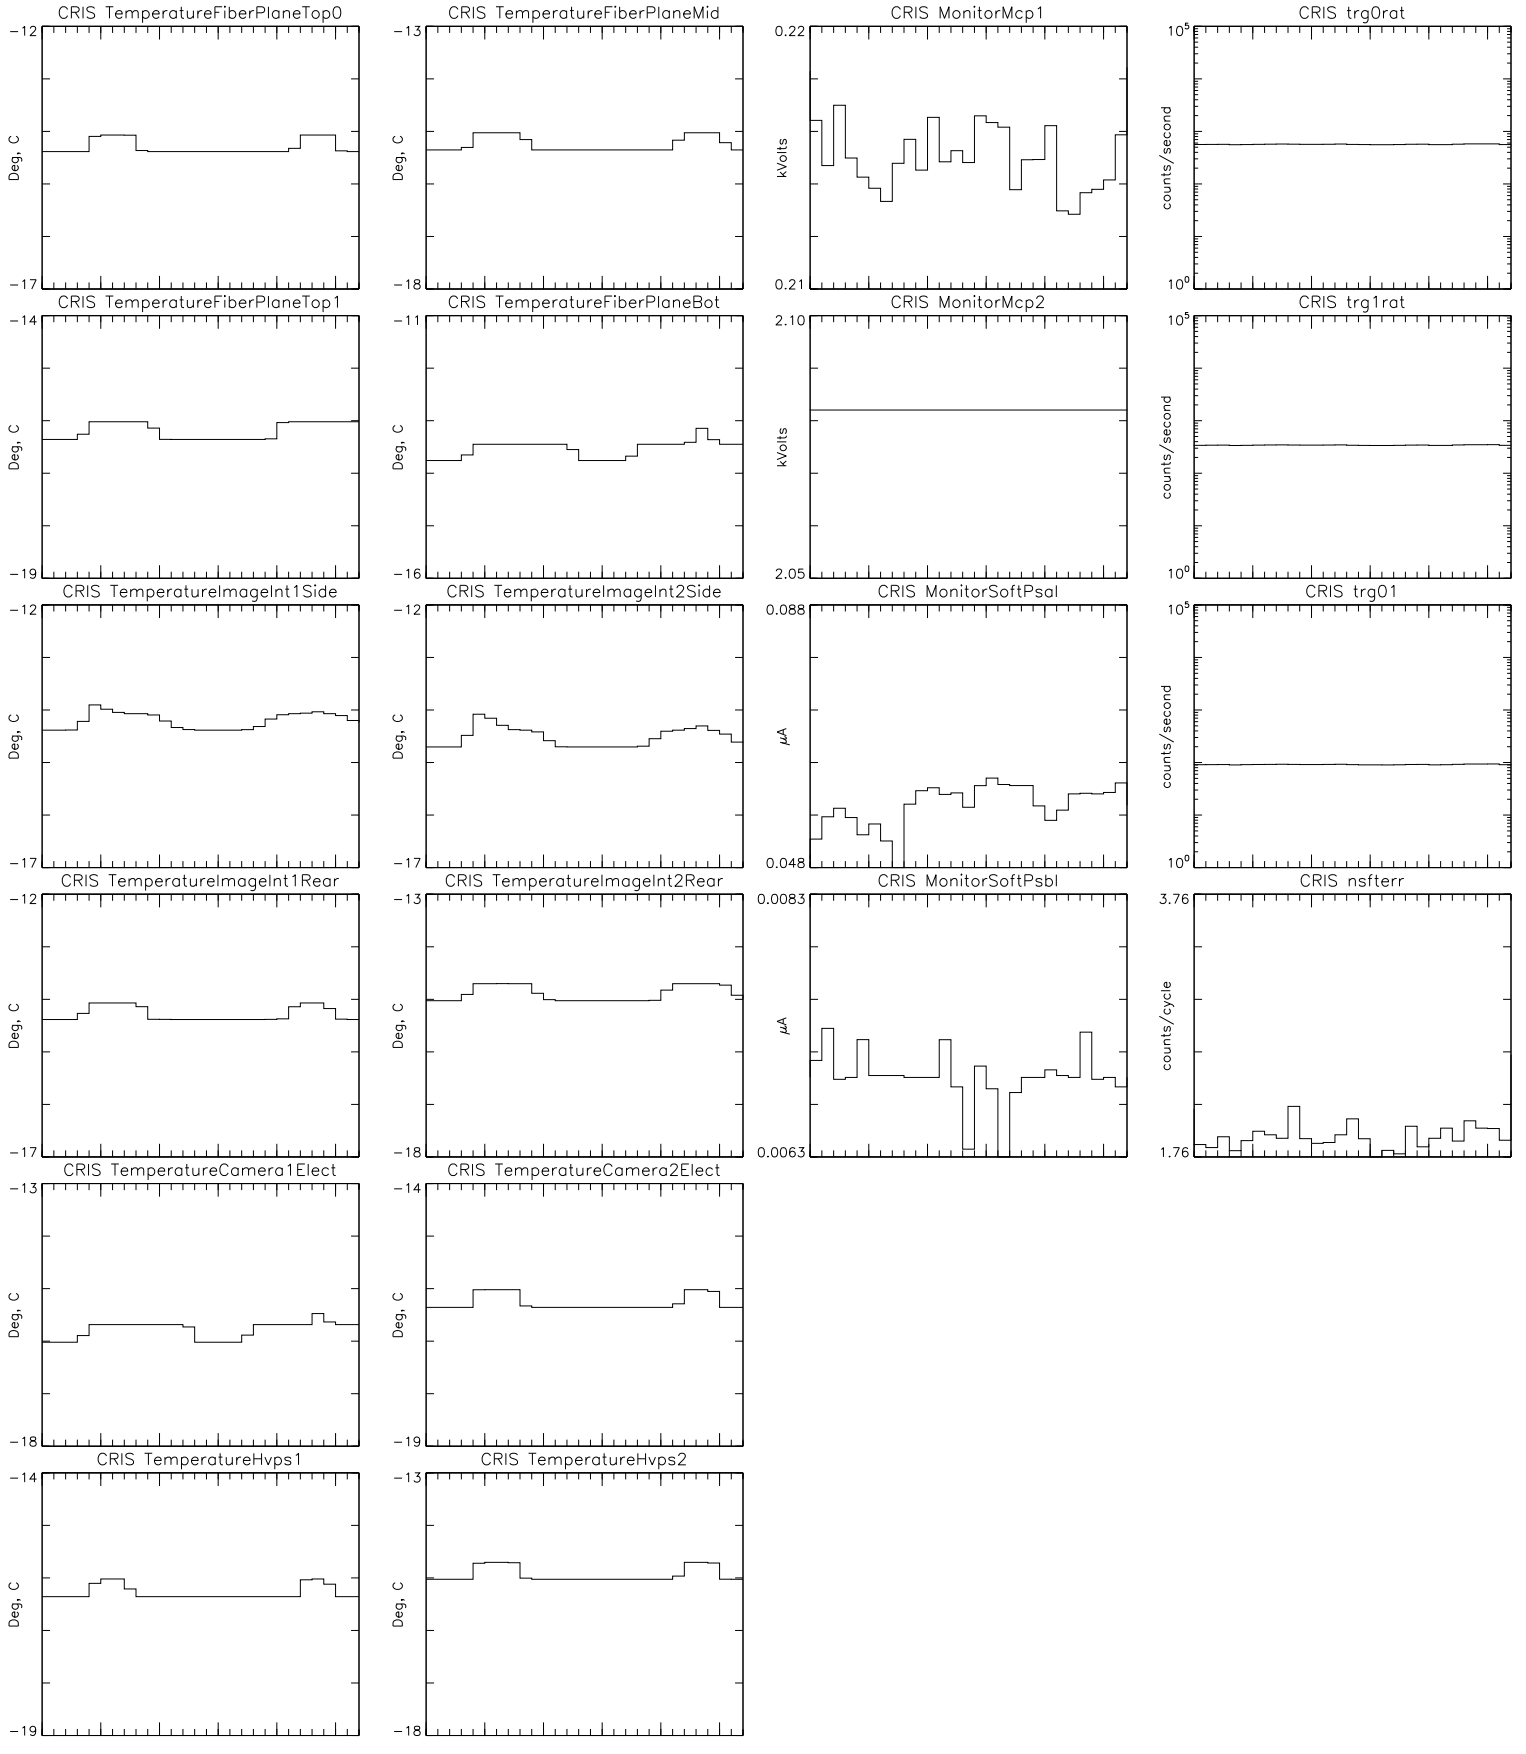 CRIS TemperatureFiberPlaneTop0
-12
Deg, C
-17
CRIS TemperatureFiberPlaneMid
-13
Deg, C
-18
CRIS MonitorMcp1
0.22
kVolts
0.21
CRIS trg0rat
10^5
counts/second
10^0
CRIS TemperatureFiberPlaneTop1
-14
Deg, C
-19
CRIS TemperatureFiberPlaneBot
-11
Deg, C
-16
CRIS MonitorMcp2
2.10
kVolts
2.05
CRIS trg1rat
10^5
counts/second
10^0
CRIS TemperatureImageInt1Side
-12
Deg, C
-17
CRIS TemperatureImageInt2Side
-12
Deg, C
-17
CRIS MonitorSoftPsaI
0.088
μA
0.048
CRIS trg01
10^5
counts/second
10^0
CRIS TemperatureImageInt1Rear
-12
Deg, C
-17
CRIS TemperatureImageInt2Rear
-13
Deg, C
-18
CRIS MonitorSoftPsbI
0.0083
μA
0.0063
CRIS nsfterr
3.76
counts/cycle
1.76
CRIS TemperatureCamera1Elect
-13
Deg, C
-18
CRIS TemperatureCamera2Elect
-14
Deg, C
-19
CRIS TemperatureHvps1
-14
Deg, C
-19
CRIS TemperatureHvps2
-13
Deg, C
-18